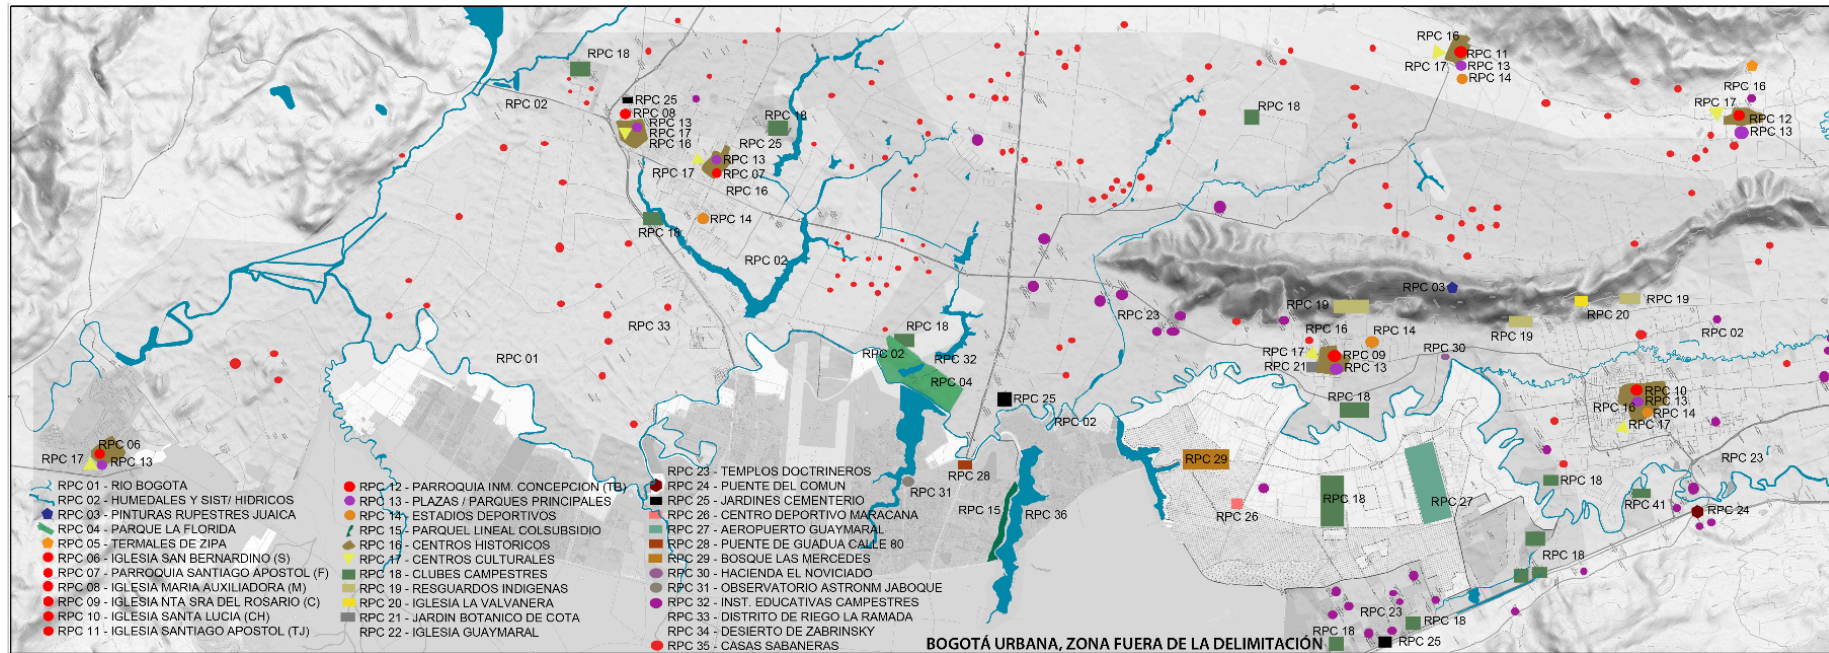 RPC 16
RPC 11
RPC 17
RPC 13
RPC 14
RPC 18
RPC 02
RPC 25
RPC 08
RPC 13
RPC 17
RPC 16
RPC 18
RPC 25
RPC 13
RPC 17
RPC 07
RPC 16
RPC 18
RPC 16
RPC 17
RPC 12
RPC 13
RPC 14
RPC 18
RPC 02
RPC 03
RPC 19
RPC 19
RPC 20
RPC 23
RPC 33
RPC 01
RPC 18
RPC 02
RPC 32
RPC 04
RPC 16
RPC 14
RPC 17
RPC 09
RPC 21
RPC 13
RPC 30
RPC 19
RPC 02
RPC 25
RPC 02
RPC 18
RPC 10
RPC 13
RPC 16
RPC 14
RPC 17
RPC 06
RPC 17
RPC 13
RPC 29
RPC 28
RPC 31
RPC 15
RPC 36
RPC 26
RPC 18
RPC 27
RPC 18
RPC 23
RPC 41
RPC 24
RPC 18
RPC 23
RPC 18
RPC 18
RPC 25
RPC 01 - RIO BOGOTA
RPC 02 - HUMEDALES Y SIST/ HIDRICOS
RPC 03 - PINTURAS RUPESTRES JUAICA
RPC 04 - PARQUE LA FLORIDA
RPC 05 - TERMALES DE ZIPA
RPC 06 - IGLESIA SAN BERNARDINO (S)
RPC 07 - PARROQUIA SANTIAGO APOSTOL (F)
RPC 08 - IGLESIA MARIA AUXILIADORA (M)
RPC 09 - IGLESIA NTA SRA DEL ROSARIO (C)
RPC 10 - IGLESIA SANTA LUCIA (CH)
RPC 11 - IGLESIA SANTIAGO APOSTOL (TJ)
RPC 12 - PARROQUIA INM. CONCEPCION (TB)
RPC 13 - PLAZAS / PARQUES PRINCIPALES
RPC 14 - ESTADIOS DEPORTIVOS
RPC 15 - PARQUEL LINEAL COLSUBSIDIO
RPC 16 - CENTROS HISTORICOS
RPC 17 - CENTROS CULTURALES
RPC 18 - CLUBES CAMPESTRES
RPC 19 - RESGUARDOS INDIGENAS
RPC 20 - IGLESIA LA VALVANERA
RPC 21 - JARDIN BOTANICO DE COTA
RPC 22 - IGLESIA GUAYMARAL
RPC 23 - TEMPLOS DOCTRINEROS
RPC 24 - PUENTE DEL COMUN
RPC 25 - JARDINES CEMENTERIO
RPC 26 - CENTRO DEPORTIVO MARACANA
RPC 27 - AEROPUERTO GUAYMARAL
RPC 28 - PUENTE DE GUADUA CALLE 80
RPC 29 - BOSQUE LAS MERCEDES
RPC 30 - HACIENDA EL NOVICIADO
RPC 31 - OBSERVATORIO ASTRONM JABOQUE
RPC 32 - INST. EDUCATIVAS CAMPESTRES
RPC 33 - DISTRITO DE RIEGO LA RAMADA
RPC 34 - DESIERTO DE ZABRINSKY
RPC 35 - CASAS SABANERAS
BOGOTÁ URBANA, ZONA FUERA DE LA DELIMITACIÓN